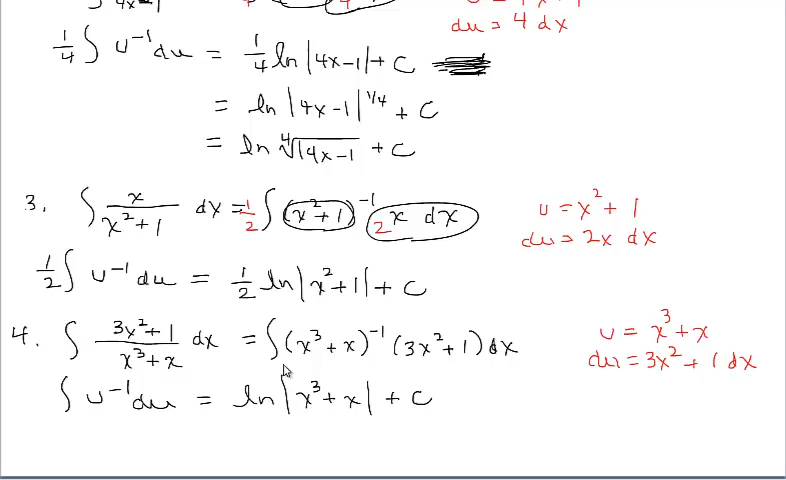 du = 4 dx
1/4 ∫ u⁻¹ du = 1/4 ln|4x-1| + C
= ln|4x-1|^1/4 + C
= ln ⁴√|4x-1 + C
3. ∫ x/(x²+1) dx = 1/2 ∫ (x²+1)⁻¹ 2x dx
u = x² + 1
du = 2x dx
1/2 ∫ u⁻¹ du = 1/2 ln|x²+1| + C
4. ∫ (3x²+1)/(x³+x) dx = ∫ (x³+x)⁻¹ (3x²+1) dx
u = x³ + x
du = 3x² + 1 dx
∫ u⁻¹ du = ln|x³+x| + C